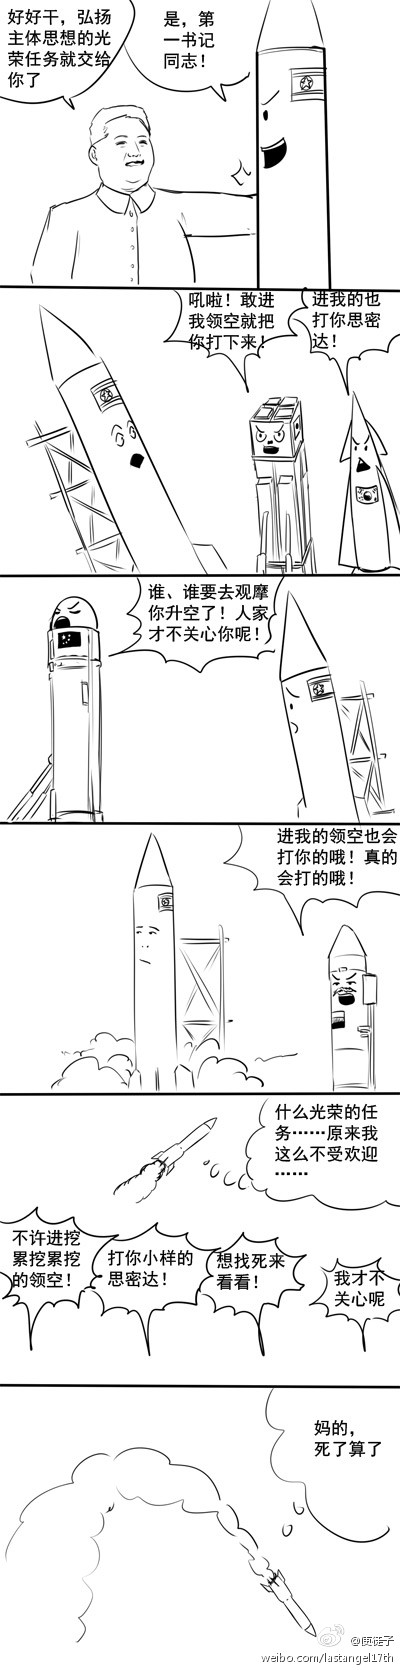 好好干，弘扬
主体思想的光
荣任务就交给
你了
是，第
一书记
同志！
吼啦！敢进
我领空就把
你打下来！
进我的也
打你思密
达！
谁、谁要去观摩
你升空了！人家
才不关心你呢！
进我的领空也会
打你的哦！真的
会打的哦！
什么光荣的任
务……原来我
这么不受欢迎
……
不许进挖
累挖累挖
的领空！
打你小样的
思密达！
想找死来
看看！
我才不
关心呢
妈的，
死了算了
weibo.com/lastangel17th